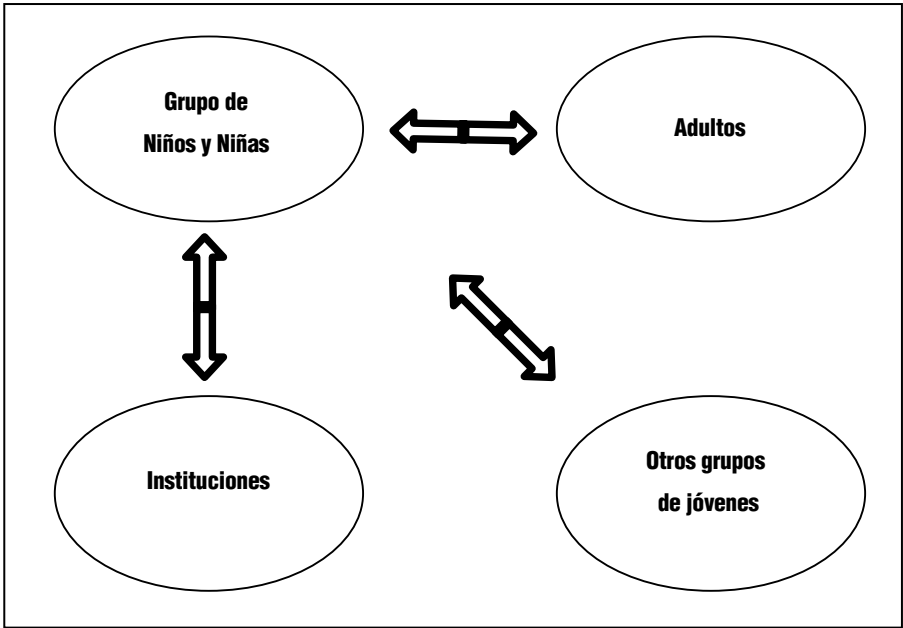 Grupo de
Niños y Niñas
Adultos
Instituciones
Otros grupos
de jóvenes